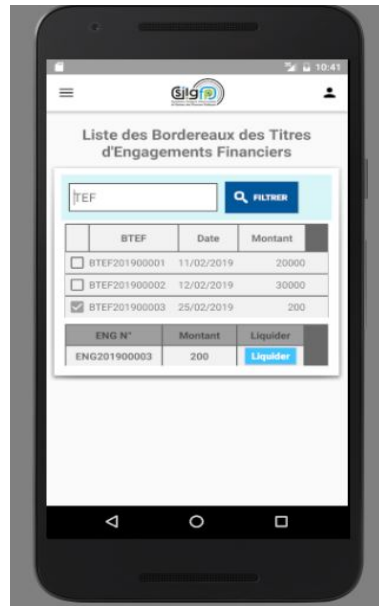 10:41
sjigfp
Liste des Bordereaux des Titres
d'Engagements Financiers
TEF
FILTRER
BTEF Date Montant
BTEF201900001 11/02/2019 20000
BTEF201900002 12/02/2019 30000
BTEF201900003 25/02/2019 200
ENG N° Montant Liquider
ENG201900003 200 Liquider